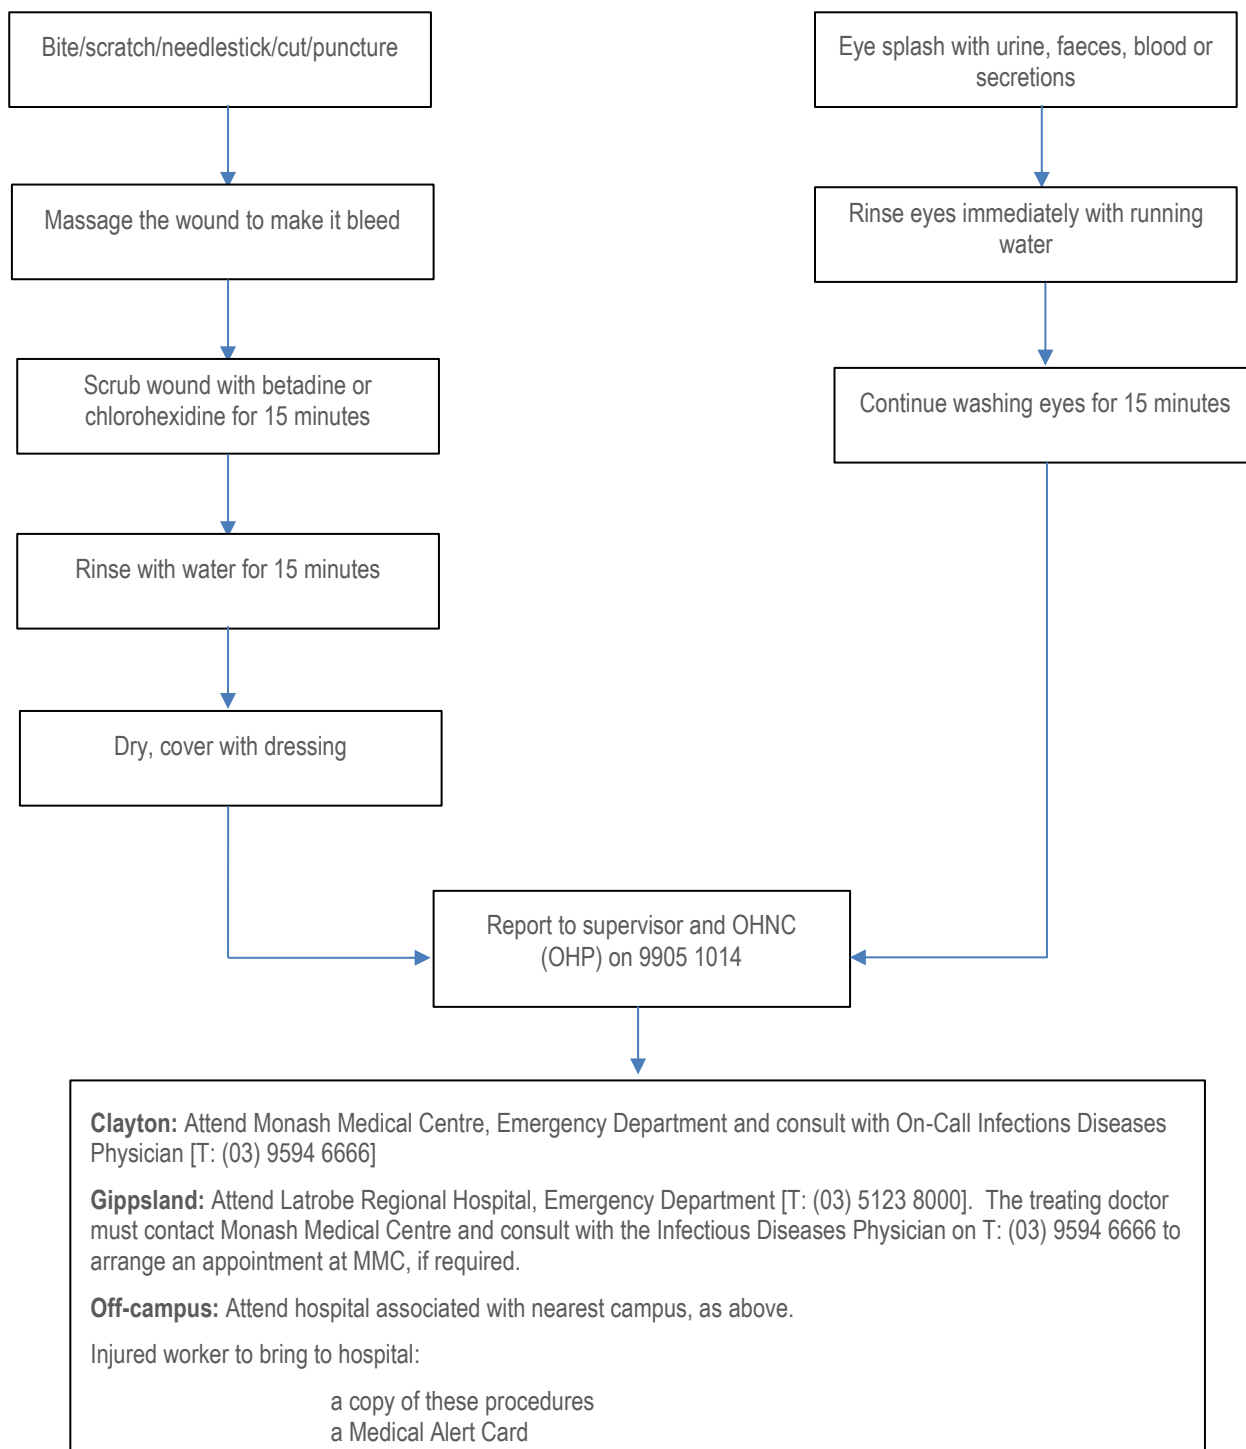 Bite/scratch/needlestick/cut/puncture
Massage the wound to make it bleed
Scrub wound with betadine or
chlorohexidine for 15 minutes
Rinse with water for 15 minutes
Dry, cover with dressing
Eye splash with urine, faeces, blood or
secretions
Rinse eyes immediately with running
water
Continue washing eyes for 15 minutes
Report to supervisor and OHNC
(OHP) on 9905 1014
Clayton: Attend Monash Medical Centre, Emergency Department and consult with On-Call Infections Diseases
Physician [T: (03) 9594 6666]
Gippsland: Attend Latrobe Regional Hospital, Emergency Department [T: (03) 5123 8000].  The treating doctor
must contact Monash Medical Centre and consult with the Infectious Diseases Physician on T: (03) 9594 6666 to
arrange an appointment at MMC, if required.
Off-campus: Attend hospital associated with nearest campus, as above.
Injured worker to bring to hospital:
a copy of these procedures
a Medical Alert Card